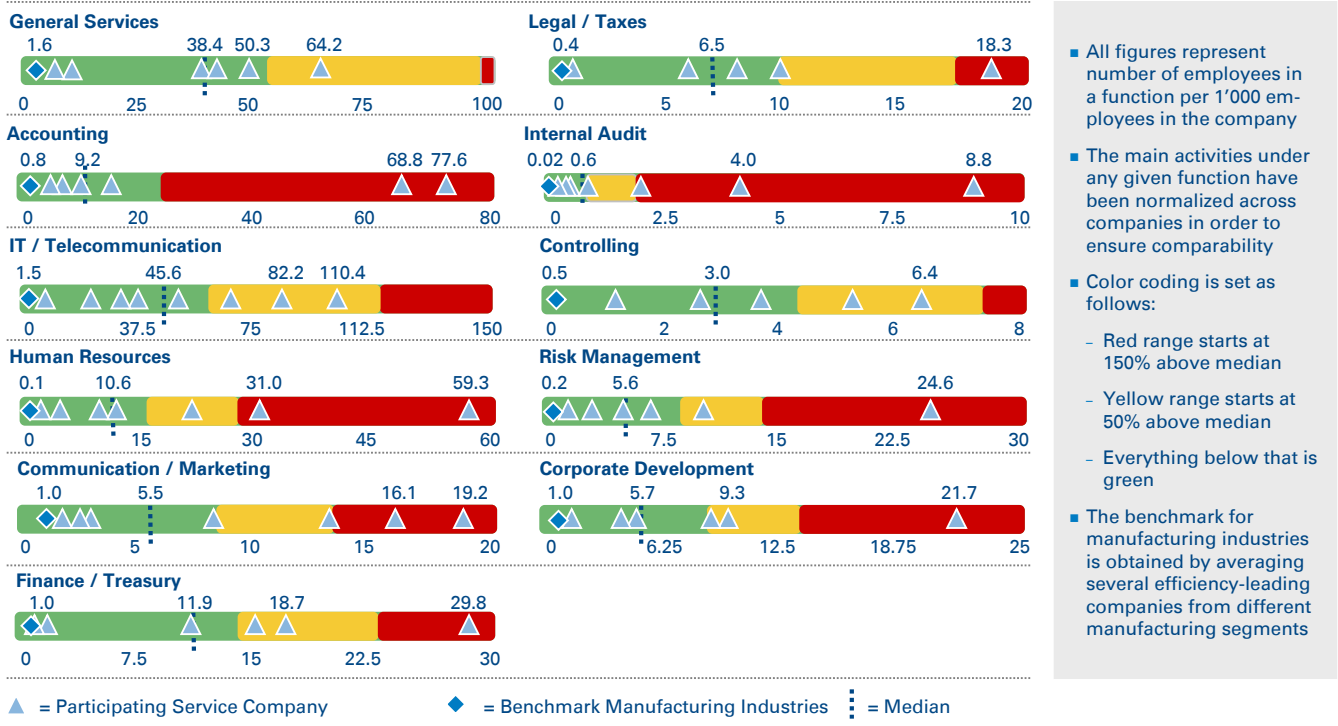 General Services
1.6 38.4 50.3 64.2
0 25 50 75 100
Legal / Taxes
0.4 6.5 18.3
0 5 10 15 20
Accounting
0.8 9.2 68.8 77.6
0 20 40 60 80
Internal Audit
0.02 0.6 4.0 8.8
0 2.5 5 7.5 10
IT / Telecommunication
1.5 45.6 82.2 110.4
0 37.5 75 112.5 150
Controlling
0.5 3.0 6.4
0 2 4 6 8
Human Resources
0.1 10.6 31.0 59.3
0 15 30 45 60
Risk Management
0.2 5.6 24.6
0 7.5 15 22.5 30
Communication / Marketing
1.0 5.5 16.1 19.2
0 5 10 15 20
Corporate Development
1.0 5.7 9.3 21.7
0 6.25 12.5 18.75 25
Finance / Treasury
1.0 11.9 18.7 29.8
0 7.5 15 22.5 30
= Participating Service Company = Benchmark Manufacturing Industries = Median
All figures represent
number of employees in
a function per 1'000 em-
ployees in the company
The main activities under
any given function have
been normalized across
companies in order to
ensure comparability
Color coding is set as
follows:
– Red range starts at
150% above median
– Yellow range starts at
50% above median
– Everything below that is
green
The benchmark for
manufacturing industries
is obtained by averaging
several efficiency-leading
companies from different
manufacturing segments